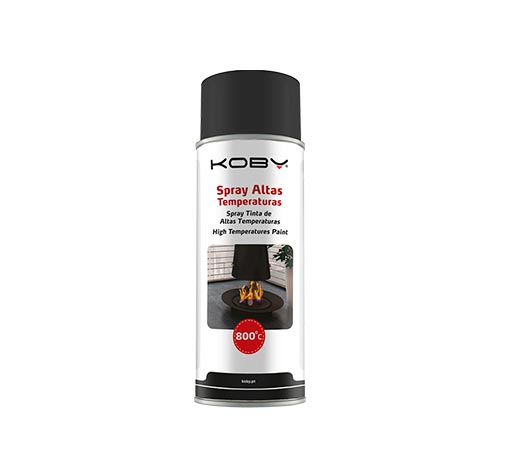 KOBY
Spray Altas
Temperaturas
Spray Tinta de
Altas Temperaturas
High Temperatures Paint
800°C
koby.pt